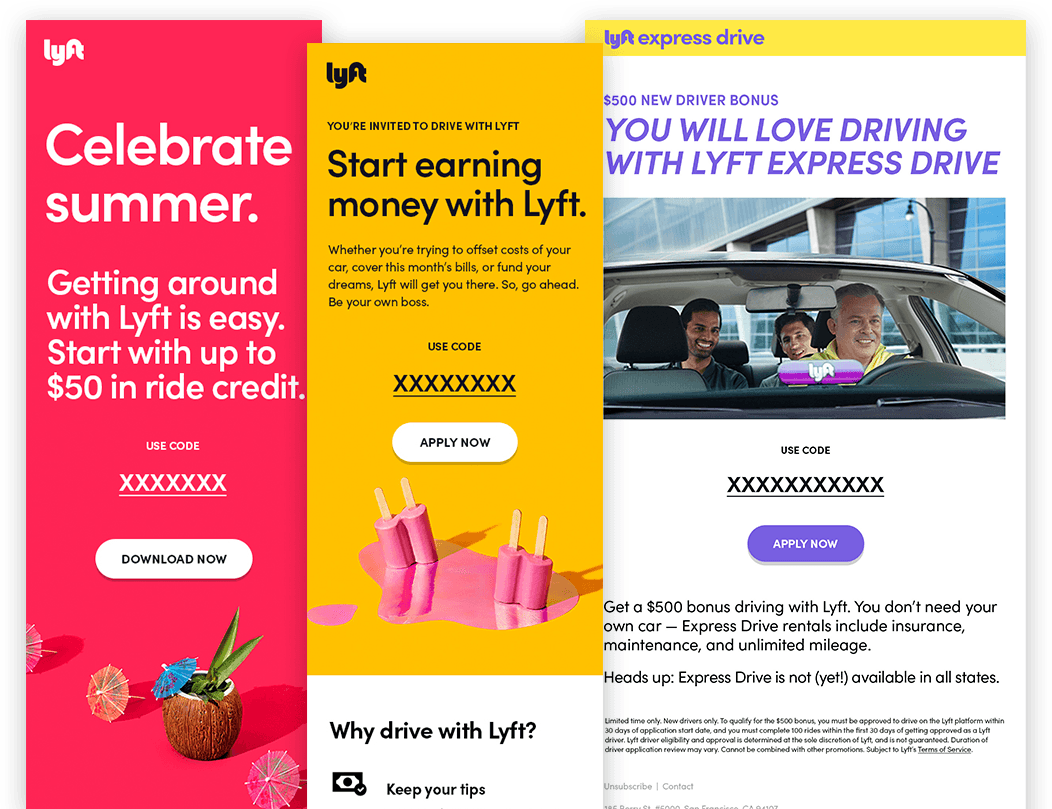 lyft
Celebrate
summer.
Getting around
with Lyft is easy.
Start with up to
$50 in ride credit.
USE CODE
XXXXXXX
DOWNLOAD NOW
lyft
YOU'RE INVITED TO DRIVE WITH LYFT
Start earning
money with Lyft.
Whether you're trying to offset costs of your
car, cover this month's bills, or fund your
dreams, Lyft will get you there. So, go ahead.
Be your own boss.
USE CODE
XXXXXXXX
APPLY NOW
Why drive with Lyft?
Keep your tips
lyft express drive
$500 NEW DRIVER BONUS
YOU WILL LOVE DRIVING
WITH LYFT EXPRESS DRIVE
lyft
USE CODE
XXXXXXXXXXX
APPLY NOW
Get a $500 bonus driving with Lyft. You don't need your
own car — Express Drive rentals include insurance,
maintenance, and unlimited mileage.
Heads up: Express Drive is not (yet!) available in all states.
Limited time only. New drivers only. To qualify for the $500 bonus, you must be approved to drive on the Lyft platform within
30 days of application start date, and you must complete 100 rides within the first 30 days of getting approved as a Lyft
driver. Lyft driver eligibility and approval is determined at the sole discretion of Lyft, and is not guaranteed. Duration of
driver application review may vary. Cannot be combined with other promotions. Subject to Lyft's Terms of Service.
Unsubscribe | Contact
185 Berry St. #5000, San Francisco, CA 94107